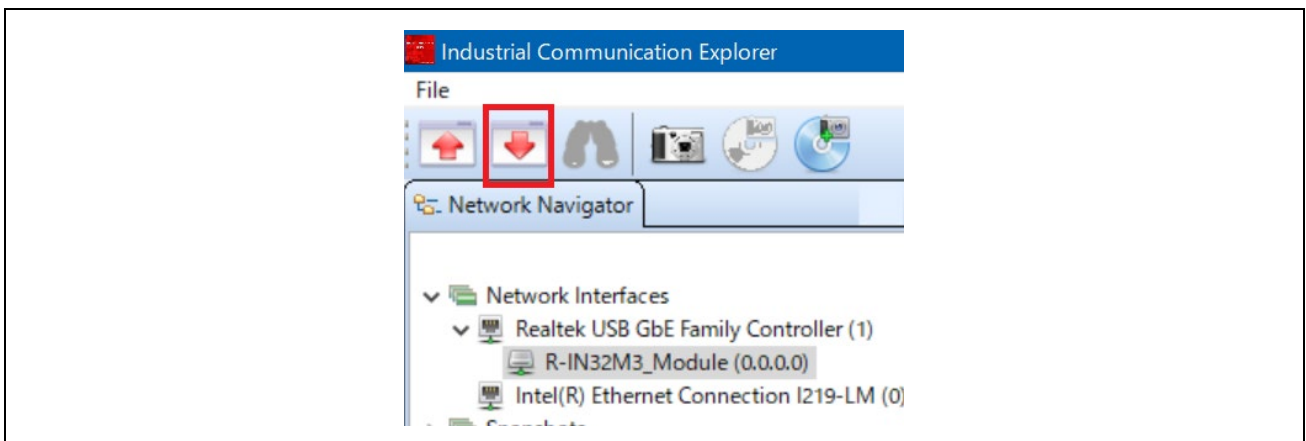 Industrial Communication Explorer
File
Network Navigator
Network Interfaces
Realtek USB GbE Family Controller (1)
R-IN32M3_Module (0.0.0.0)
Intel(R) Ethernet Connection I219-LM (0)